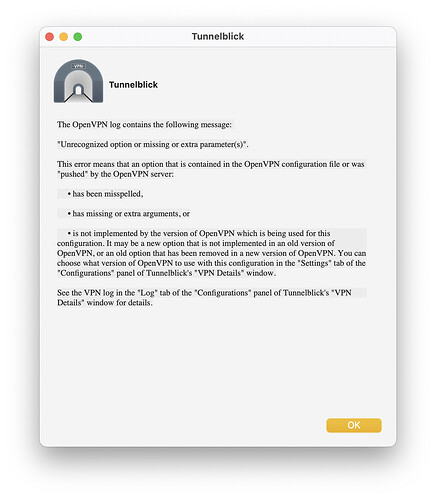 Tunnelblick
VPN
Tunnelblick
The OpenVPN log contains the following message:
"Unrecognized option or missing or extra parameter(s)".
This error means that an option that is contained in the OpenVPN configuration file or was
"pushed" by the OpenVPN server:
• has been misspelled,
• has missing or extra arguments, or
• is not implemented by the version of OpenVPN which is being used for this
configuration. It may be a new option that is not implemented in an old version of
OpenVPN, or an old option that has been removed in a new version of OpenVPN. You can
choose what version of OpenVPN to use with this configuration in the "Settings" tab of the
"Configurations" panel of Tunnelblick's "VPN Details" window.
See the VPN log in the "Log" tab of the "Configurations" panel of Tunnelblick's "VPN
Details" window for details.
OK